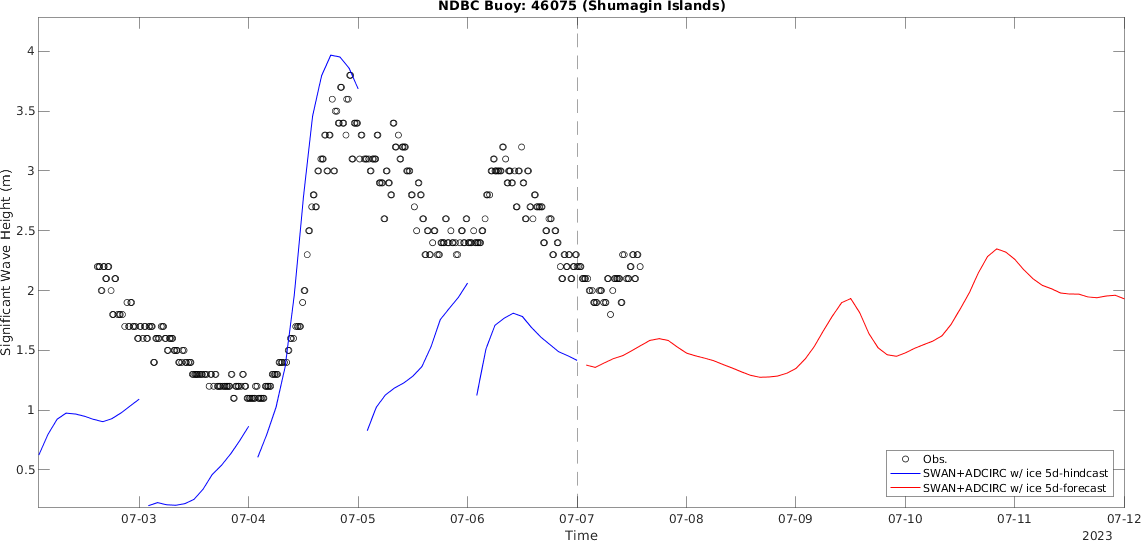 NDBC Buoy: 46075 (Shumagin Islands)
Significant Wave Height (m)
4
3.5
3
2.5
2
1.5
1
0.5
Obs.
SWAN+ADCIRC w/ ice 5d-hindcast
SWAN+ADCIRC w/ ice 5d-forecast
07-03 07-04 07-05 07-06 07-07 07-08 07-09 07-10 07-11 07-12
Time
2023